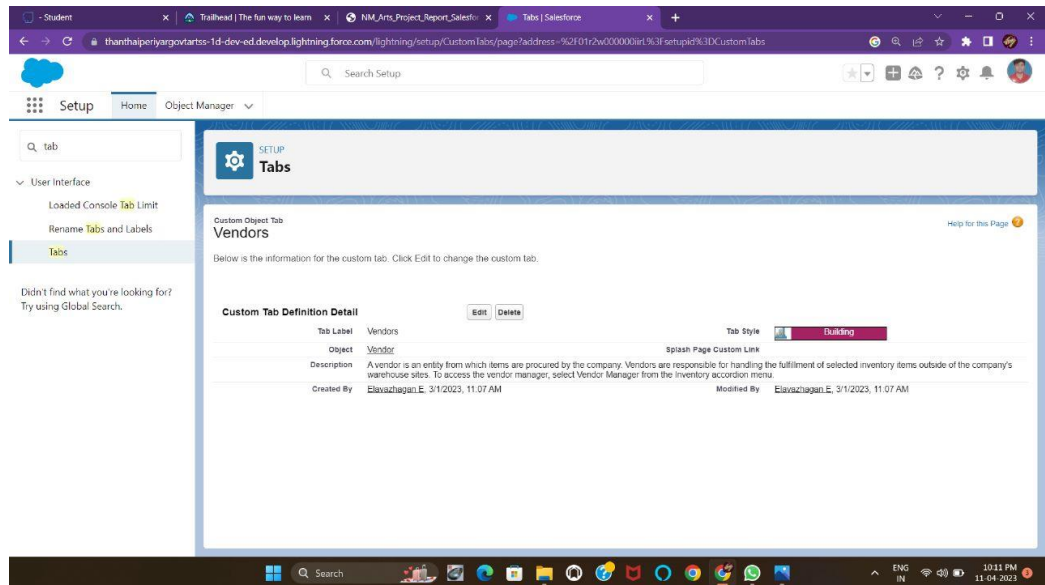 - Student
Trailhead | The fun way to learn
NM_Arts_Project_Report_Salesfor
Tabs | Salesforce
thanthaiperiyargovtartss-1d-dev-ed.develop.lightning.force.com/lightning/setup/CustomTabs/page?address=%2F01r2w000000iirL%3Fsetupid%3DCustomTabs
Search Setup
Setup
Home
Object Manager
tab
User Interface
Loaded Console Tab Limit
Rename Tabs and Labels
Tabs
Didn't find what you're looking for?
Try using Global Search.
SETUP
Tabs
Custom Object Tab
Vendors
Help for this Page
Below is the information for the custom tab. Click Edit to change the custom tab.
Custom Tab Definition Detail Edit Delete
Tab Label Vendors Tab Style Building
Object Vendor Splash Page Custom Link
Description A vendor is an entity from which items are procured by the company. Vendors are responsible for handling the fulfillment of selected inventory items outside of the company's
warehouse sites. To access the vendor manager, select Vendor Manager from the Inventory accordion menu.
Created By Elavazhagan E, 3/1/2023, 11:07 AM Modified By Elavazhagan E, 3/1/2023, 11:07 AM
Search
ENG
IN
10:11 PM
11-04-2023